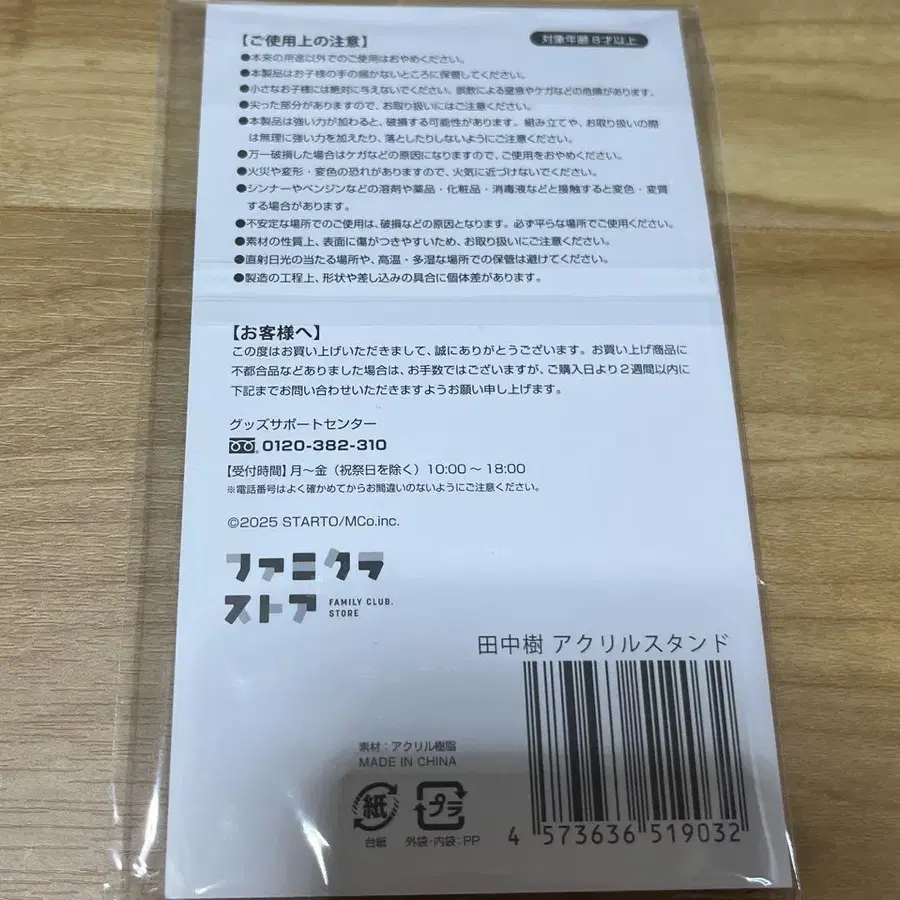 【ご使用上の注意】
対象年齢 8才以上
●本来の用途以外でのご使用はおやめください。
●本製品はお子様の手の届かないところに保管してください。
●小さなお子様には絶対に与えないでください。誤飲による窒息やケガなどの危険があります。
●尖った部分がありますので、お取り扱いにはご注意ください。
●本製品は強い力が加わると、破損する可能性があります。組み立てや、お取り扱いの際
は無理に強い力を加えたり、落としたりしないようにご注意ください。
●万一破損した場合はケガなどの原因になりますので、ご使用をおやめください。
●火災や変形・変色の恐れがありますので、火気に近づけないでください。
●シンナーやベンジンなどの溶剤や薬品・化粧品・消毒液などと接触すると変色・変質
する場合があります。
●不安定な場所でのご使用は、破損などの原因となります。必ず平らな場所でご使用ください。
●素材の性質上、表面に傷がつきやすいため、お取り扱いにご注意ください。
●直射日光の当たる場所や、高温・多湿な場所での保管は避けてください。
●製造の工程上、形状や差し込みの具合に個体差があります。
【お客様へ】
この度はお買い上げいただきまして、誠にありがとうございます。お買い上げ商品に
不都合品などありました場合は、お手数ではございますが、ご購入日より2週間以内に
下記までお問い合わせいただきますようお願い申し上げます。
グッズサポートセンター
0120-382-310
【受付時間】月〜金（祝祭日を除く）10:00〜18:00
※電話番号はよく確かめてからお間違いのないようにご注意ください。
©2025 STARTO/MCo.inc.
ファミクラ
ストア
FAMILY CLUB.
STORE
田中樹 アクリルスタンド
素材：アクリル樹脂
MADE IN CHINA
紙
プラ
台紙
外袋・内袋：PP
4 573636 519032